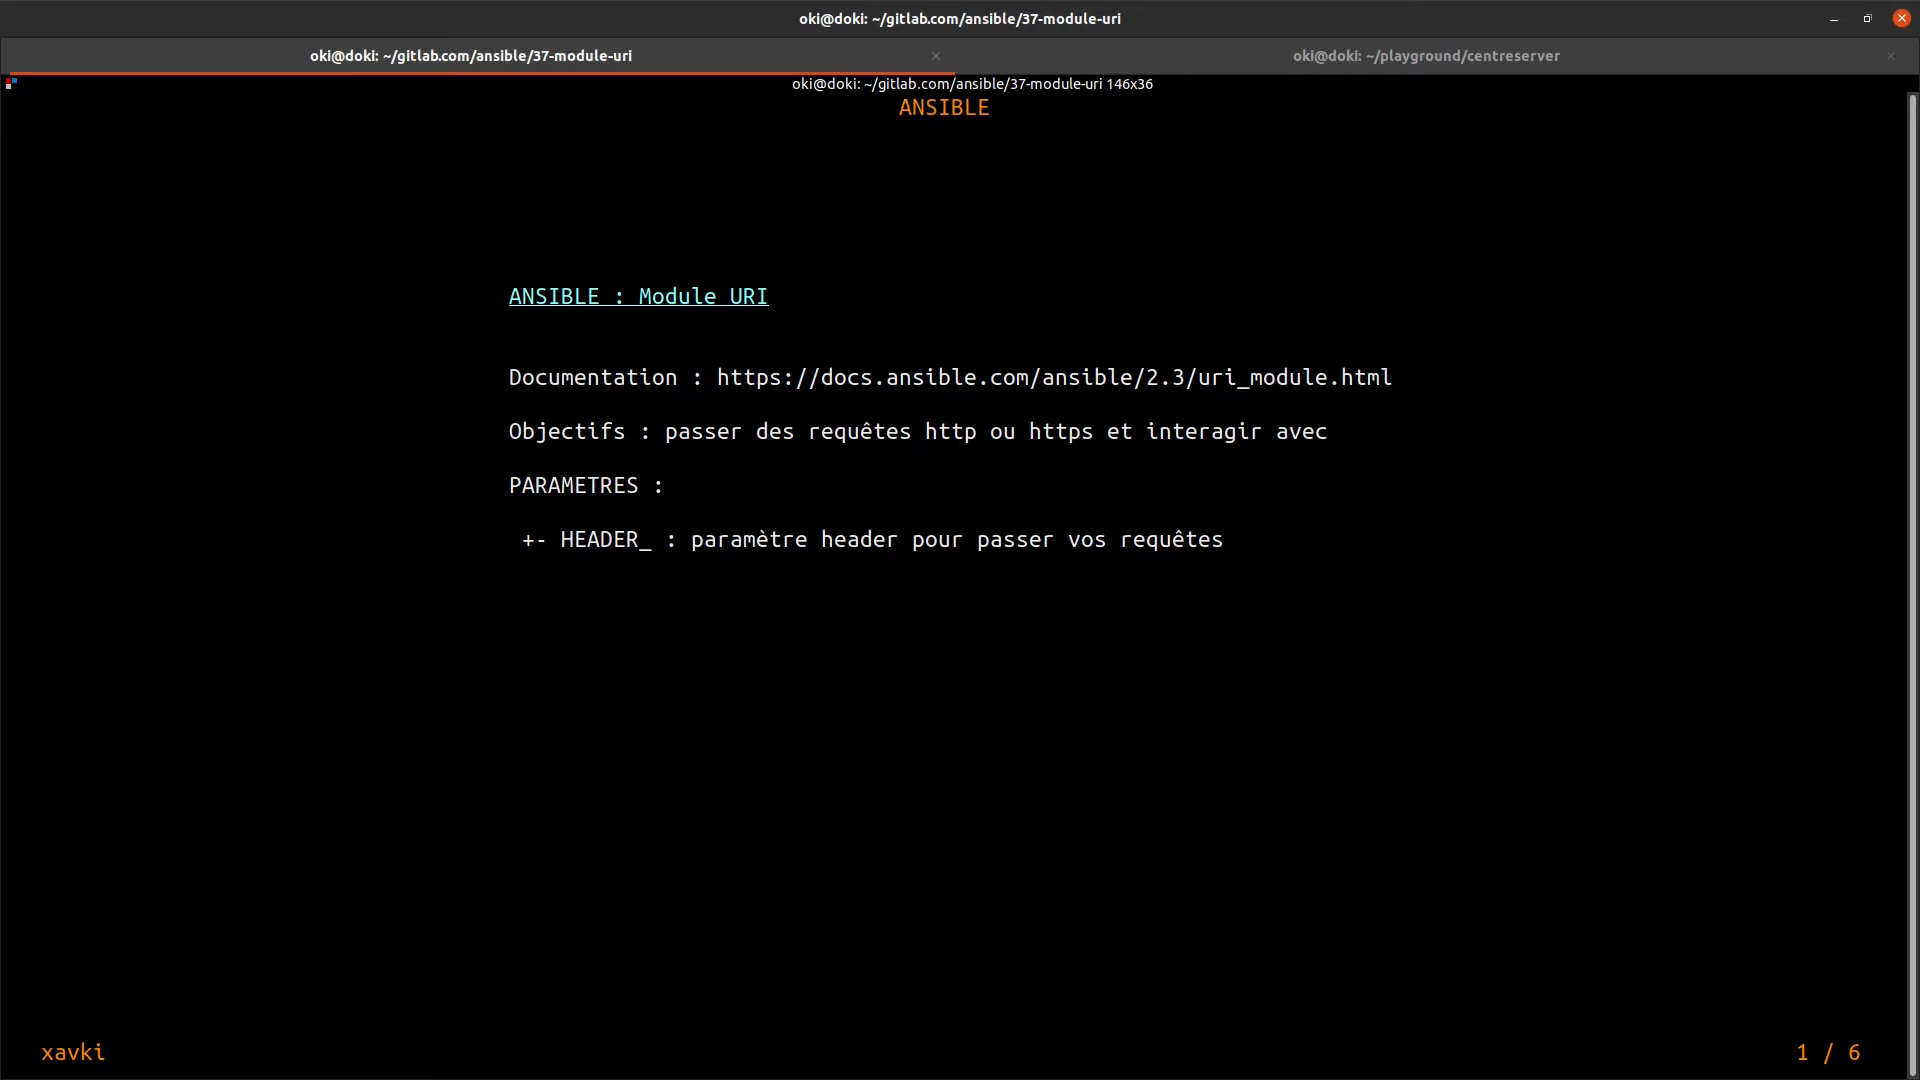 oki@doki: ~/gitlab.com/ansible/37-module-uri
oki@doki: ~/gitlab.com/ansible/37-module-uri
oki@doki: ~/playground/centreserver
oki@doki: ~/gitlab.com/ansible/37-module-uri 146x36
ANSIBLE
ANSIBLE : Module URI
Documentation : https://docs.ansible.com/ansible/2.3/uri_module.html
Objectifs : passer des requêtes http ou https et interagir avec
PARAMETRES :
+- HEADER_ : paramètre header pour passer vos requêtes
xavki
1 / 6